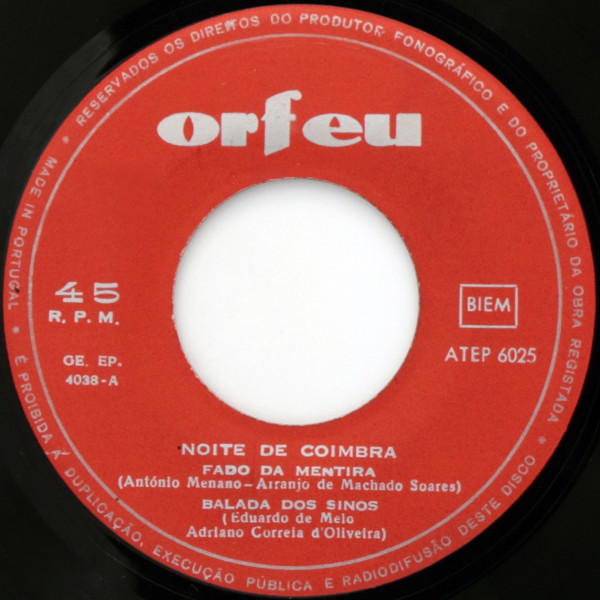 RESERVADOS OS DIREITOS DO PRODUTOR FONOGRÁFICO E DO PROPRIETÁRIO DA OBRA REGISTADA * É PROIBIDA A DUPLICAÇÃO, EXECUÇÃO PÚBLICA E RADIODIFUSÃO DESTE DISCO *
* MADE IN PORTUGAL *
orfeu
45
R. P. M.
GE. EP.
4038-A
BIEM
ATEP 6025
NOITE DE COIMBRA
FADO DA MENTIRA
(António Menano - Arranjo de Machado Soares)
BALADA DOS SINOS
(Eduardo de Melo
Adriano Correia d'Oliveira)